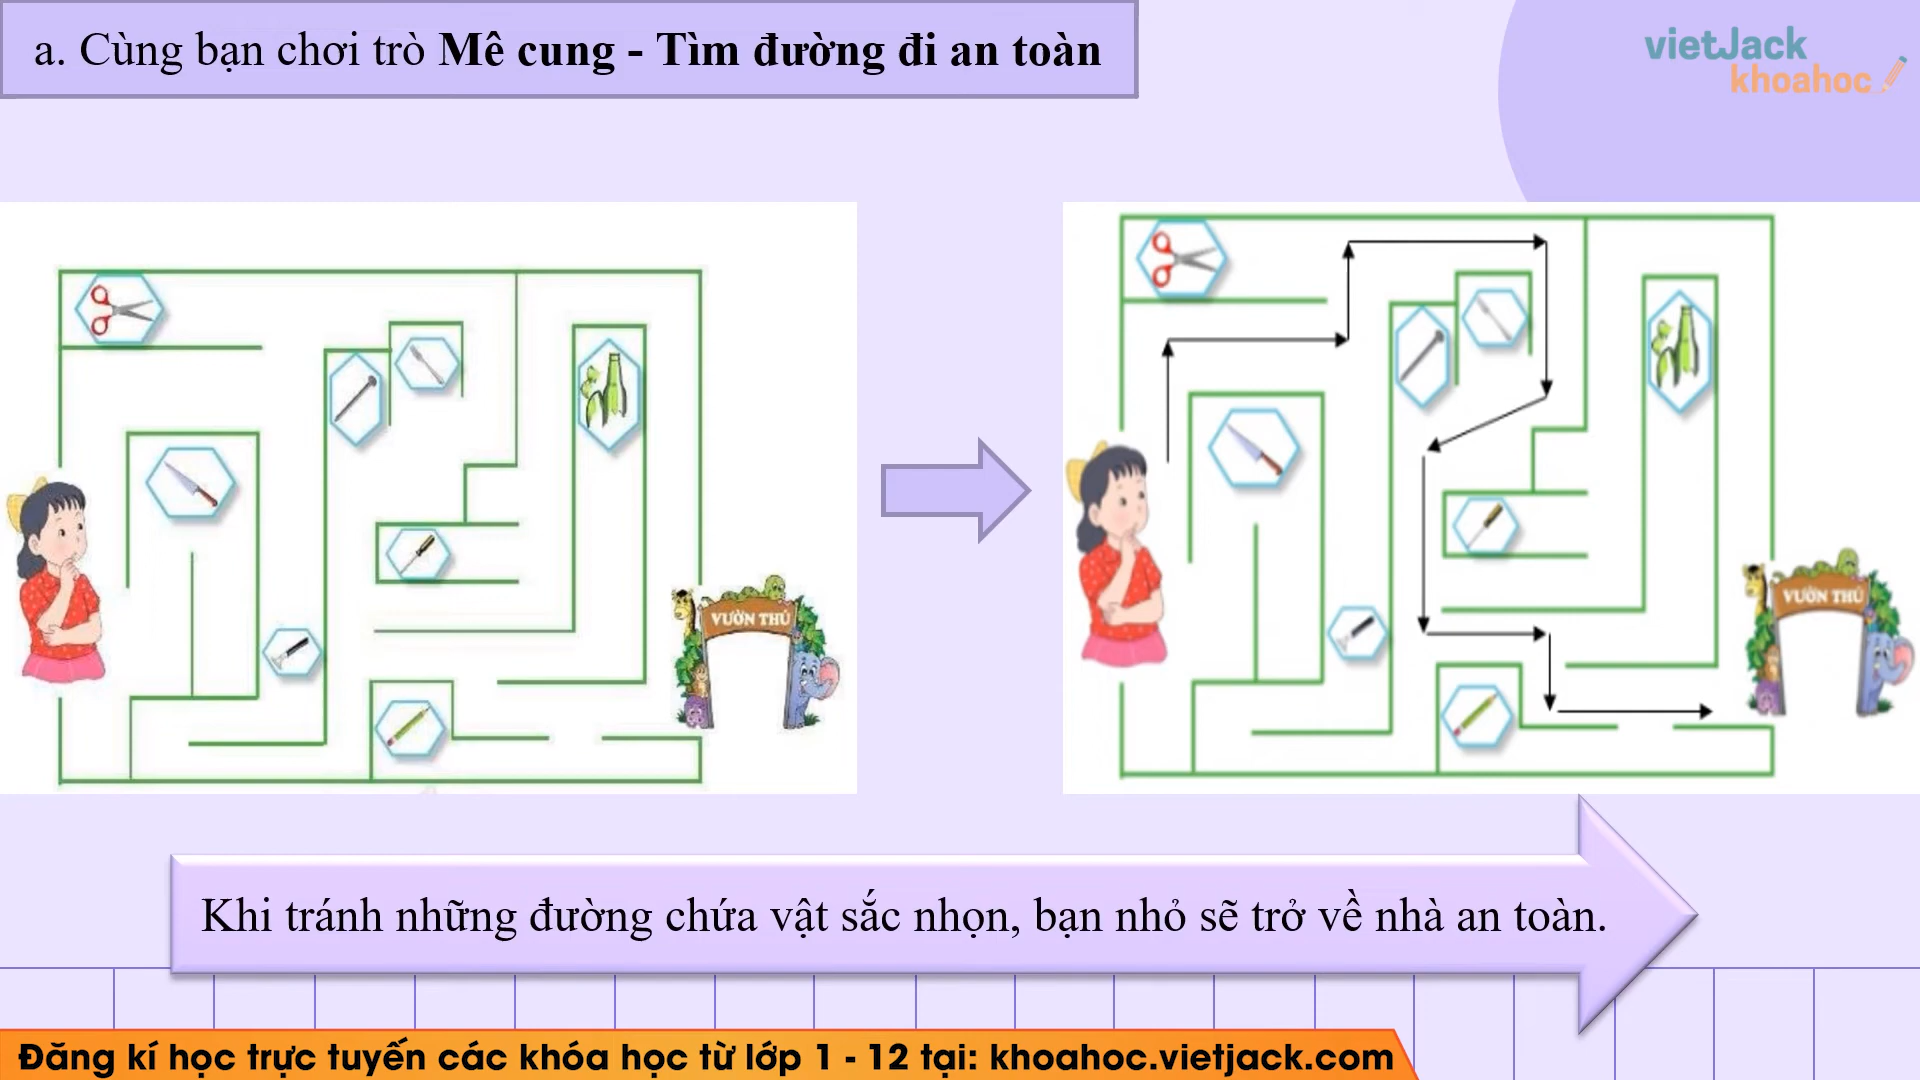 a. Cùng bạn chơi trò Mê cung - Tìm đường đi an toàn
vietJack
khoahoc
VƯỜN THÚ
VƯỜN THÚ
Khi tránh những đường chứa vật sắc nhọn, bạn nhỏ sẽ trở về nhà an toàn.
Đăng kí học trực tuyến các khóa học từ lớp 1 - 12 tại: khoahoc.vietjack.com